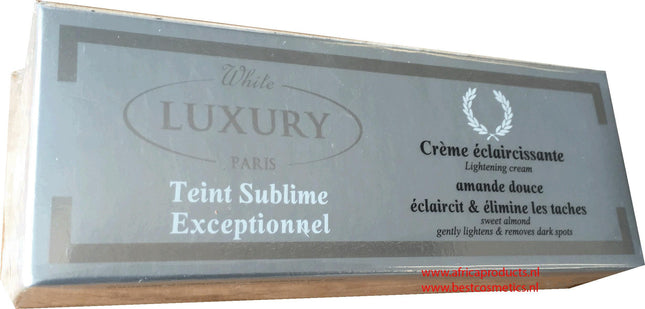 White
LUXURY
PARIS
Teint Sublime
Exceptionnel
Crème éclaircissante
Lightening cream
amande douce
éclaircit & élimine les taches
sweet almond
gently lightens & removes dark spots
www.africaproducts.nl
www.bestcosmetics.nl